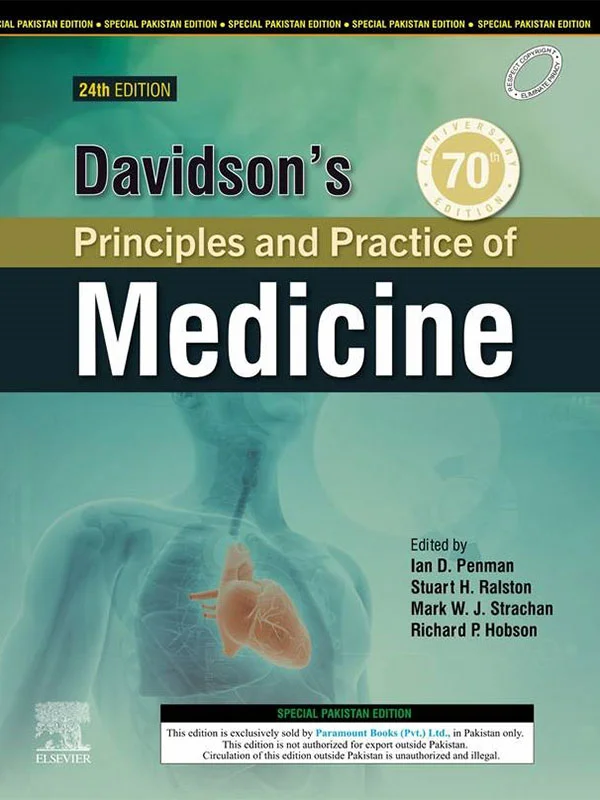 IAL PAKISTAN EDITION ● SPECIAL PAKISTAN EDITION ● SPECIAL PAKISTAN EDITION ● SPECIAL PAKISTAN EDITION ● SPECIAL PAKISTAN EDITION
RESPECT COPYRIGHT • ELIMINATE PIRACY •
24th EDITION
ANNIVERSARY
70th
EDITION
Davidson's
Principles and Practice of
Medicine
Edited by
Ian D. Penman
Stuart H. Ralston
Mark W. J. Strachan
Richard P. Hobson
SPECIAL PAKISTAN EDITION
This edition is exclusively sold by Paramount Books (Pvt.) Ltd., in Pakistan only.
This edition is not authorized for export outside Pakistan.
Circulation of this edition outside Pakistan is unauthorized and illegal.
ELSEVIER